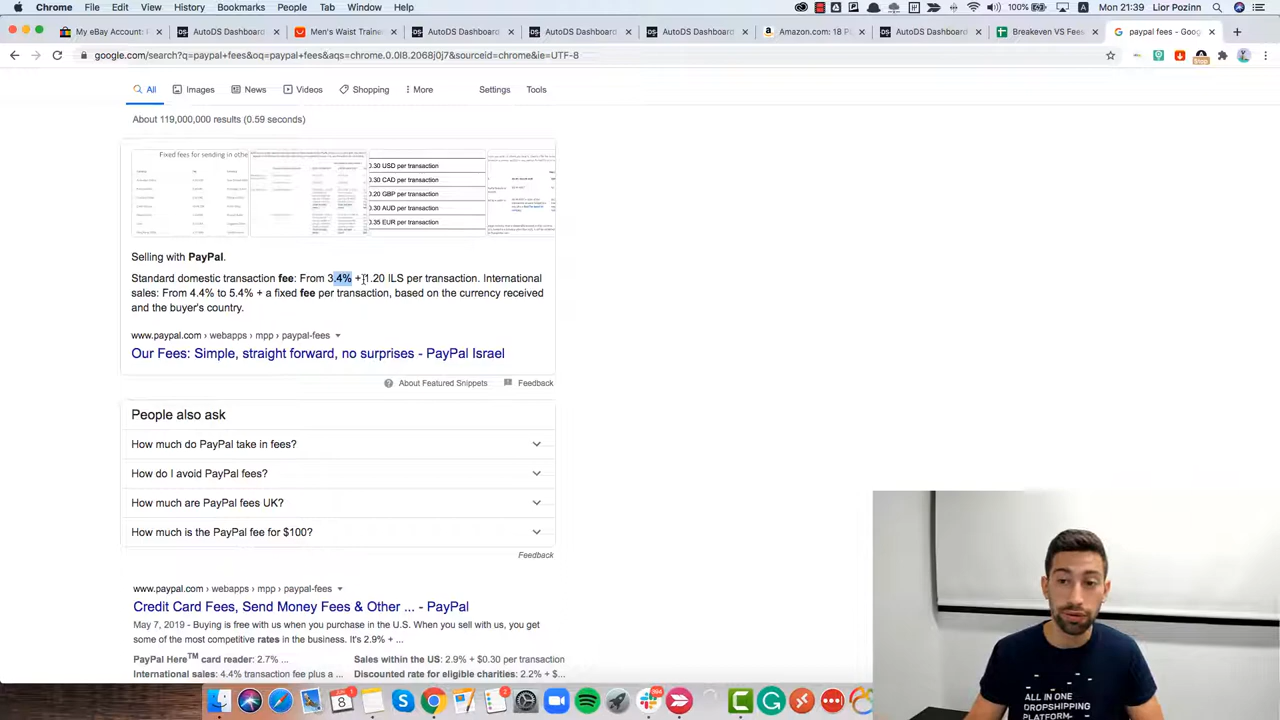 Chrome File Edit View History Bookmarks People Tab Window Help
100% Mon 21:39 Lior Pozinn
My eBay Account:
AutoDS Dashboard
Men's Waist Traine
AutoDS Dashboard
AutoDS Dashboard
AutoDS Dashboard
Amazon.com: 18 P
AutoDS Dashboard
Breakeven VS Fees
paypal fees - Goog
google.com/search?q=paypal+fees&oq=paypal+fees&aqs=chrome.0.0l8.2068j0j7&sourceid=chrome&ie=UTF-8
All Images News Videos Shopping More Settings Tools
About 119,000,000 results (0.59 seconds)
Fixed fees for sending in othe
0.30 USD per transaction
0.30 CAD per transaction
0.20 GBP per transaction
0.30 AUD per transaction
0.35 EUR per transaction
Selling with PayPal.
Standard domestic transaction fee: From 3.4% + 1.20 ILS per transaction. International
sales: From 4.4% to 5.4% + a fixed fee per transaction, based on the currency received
and the buyer's country.
www.paypal.com › webapps › mpp › paypal-fees
Our Fees: Simple, straight forward, no surprises - PayPal Israel
About Featured Snippets Feedback
People also ask
How much do PayPal take in fees?
How do I avoid PayPal fees?
How much are PayPal fees UK?
How much is the PayPal fee for $100?
Feedback
www.paypal.com › webapps › mpp › paypal-fees
Credit Card Fees, Send Money Fees & Other ... - PayPal
May 7, 2019 - Buying is free with us when you purchase in the U.S. When you sell with us, you get
some of the most competitive rates in the business. It's 2.9% + ...
PayPal Here™ card reader: 2.7% ... Sales within the US: 2.9% + $0.30 per transaction
International sales: 4.4% transaction fee plus a ... Discounted rate for eligible charities: 2.2% + $...
ALL IN ONE
DROPSHIPPING
PLATFORM